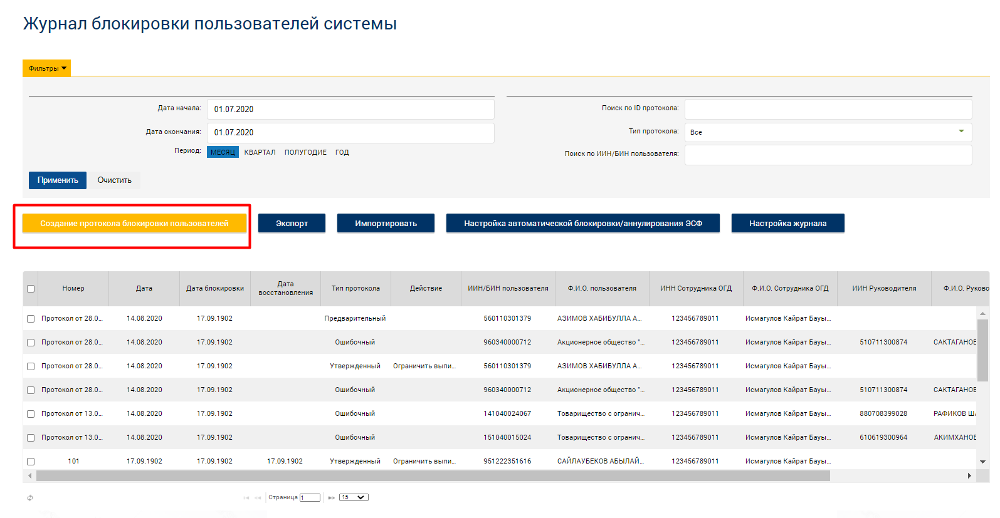 Журнал блокировки пользователей системы
Фильтры
Дата начала: 01.07.2020 Поиск по ID протокола:
Дата окончания: 01.07.2020 Тип протокола: Все
Период: МЕСЯЦ КВАРТАЛ ПОЛУГОДИЕ ГОД Поиск по ИИН/БИН пользователя:
Применить Очистить
Создание протокола блокировки пользователей Экспорт Импортировать Настройка автоматической блокировки/аннулирования ЭСФ Настройка журнала
Номер Дата Дата блокировки Дата восстановления Тип протокола Действие ИИН/БИН пользователя Ф.И.О. пользователя ИНН Сотрудника ОГД Ф.И.О. Сотрудника ОГД ИИН Руководителя Ф.И.О. Руково
Протокол от 28.0... 14.08.2020 17.09.1902 Предварительный 560110301379 АЗИМОВ ХАБИБУЛЛА А... 123456789011 Исмагулов Кайрат Бауы...
Протокол от 28.0... 14.08.2020 17.09.1902 Ошибочный 960340000712 Акционерное общество "... 123456789011 Исмагулов Кайрат Бауы... 510711300874 САКТАГАНОВ
Протокол от 28.0... 14.08.2020 17.09.1902 Утвержденный Ограничить выпи... 560110301379 АЗИМОВ ХАБИБУЛЛА А... 123456789011 Исмагулов Кайрат Бауы...
Протокол от 28.0... 14.08.2020 17.09.1902 Ошибочный 960340000712 Акционерное общество "... 123456789011 Исмагулов Кайрат Бауы... 510711300874 САКТАГАНОВ
Протокол от 13.0... 14.08.2020 17.09.1902 Ошибочный 141040024067 Товарищество с огранич... 123456789011 Исмагулов Кайрат Бауы... 880708399028 РАФИКОВ ША
Протокол от 13.0... 14.08.2020 17.09.1902 Ошибочный 151040015024 Товарищество с огранич... 123456789011 Исмагулов Кайрат Бауы... 610619300964 АКИМХАНОВ
101 17.09.1902 17.09.1902 17.09.1902 Утвержденный Ограничить выпи... 951222351616 САЙЛАУБЕКОВ АБЫЛАЙ... 123456789011 Исмагулов Кайрат Бауы...
Страница 1 15